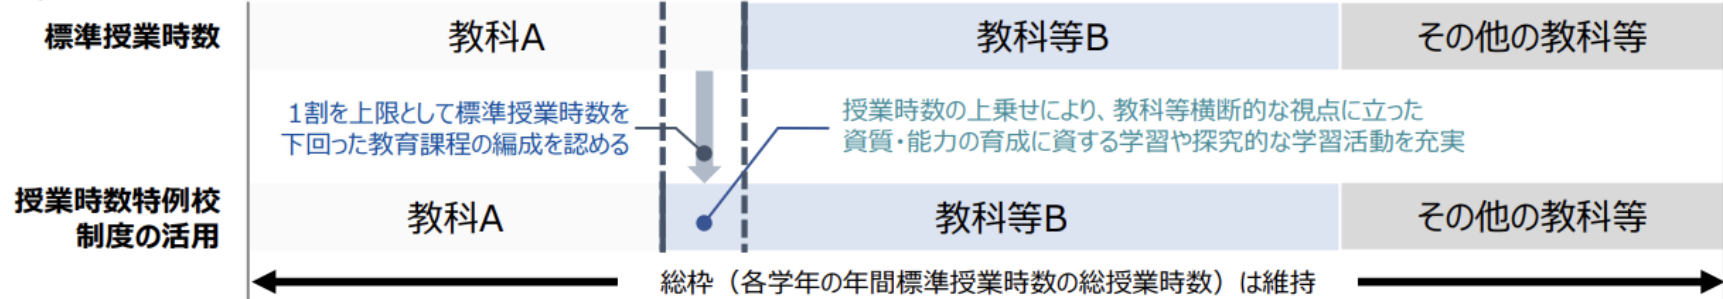 標準授業時数
教科A
教科等B
その他の教科等
1割を上限として標準授業時数を
下回った教育課程の編成を認める
授業時数の上乗せにより、教科等横断的な視点に立った
資質・能力の育成に資する学習や探究的な学習活動を充実
授業時数特例校
制度の活用
教科A
教科等B
その他の教科等
総枠（各学年の年間標準授業時数の総授業時数）は維持